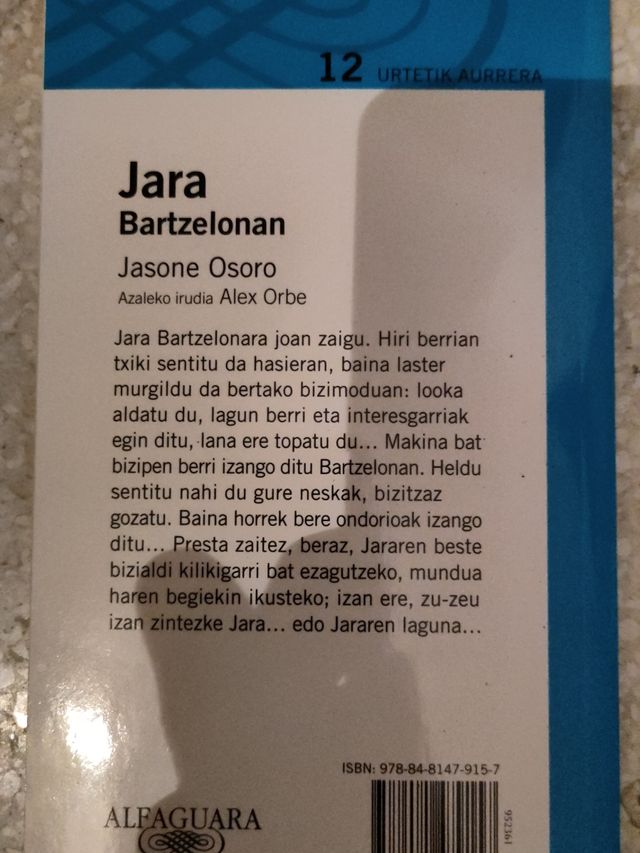 12 URTETIK AURRERA
Jara
Bartzelonan
Jasone Osoro
Azaleko irudia Alex Orbe
Jara Bartzelonara joan zaigu. Hiri berrian
txiki sentitu da hasieran, baina laster
murgildu da bertako bizimoduan: looka
aldatu du, lagun berri eta interesgarriak
egin ditu, lana ere topatu du... Makina bat
bizipen berri izango ditu Bartzelonan. Heldu
sentitu nahi du gure neskak, bizitzaz
gozatu. Baina horrek bere ondorioak izango
ditu... Presta zaitez, beraz, Jararen beste
bizialdi kilikigarri bat ezagutzeko, mundua
haren begiekin ikusteko; izan ere, zu-zeu
izan zintezke Jara... edo Jararen laguna...
ISBN: 978-84-8147-915-7
ALFAGUARA
952361